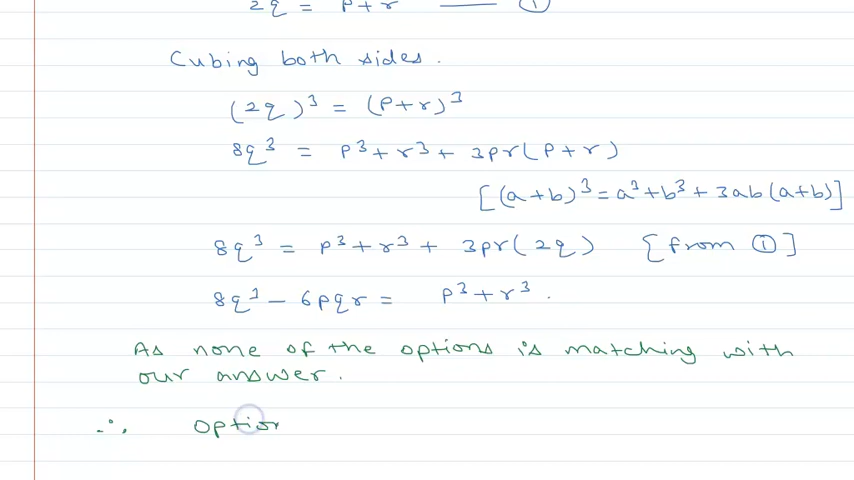 2q = p+r —— ①
Cubing both sides.
(2q)³ = (p+r)³
8q³ = p³+r³+ 3pr(p+r)
[(a+b)³=a³+b³+3ab(a+b)]
8q³ = p³+r³+ 3pr(2q) [from ①]
8q³ - 6pqr = p³+r³.
As none of the options is matching with
our answer.
∴ option